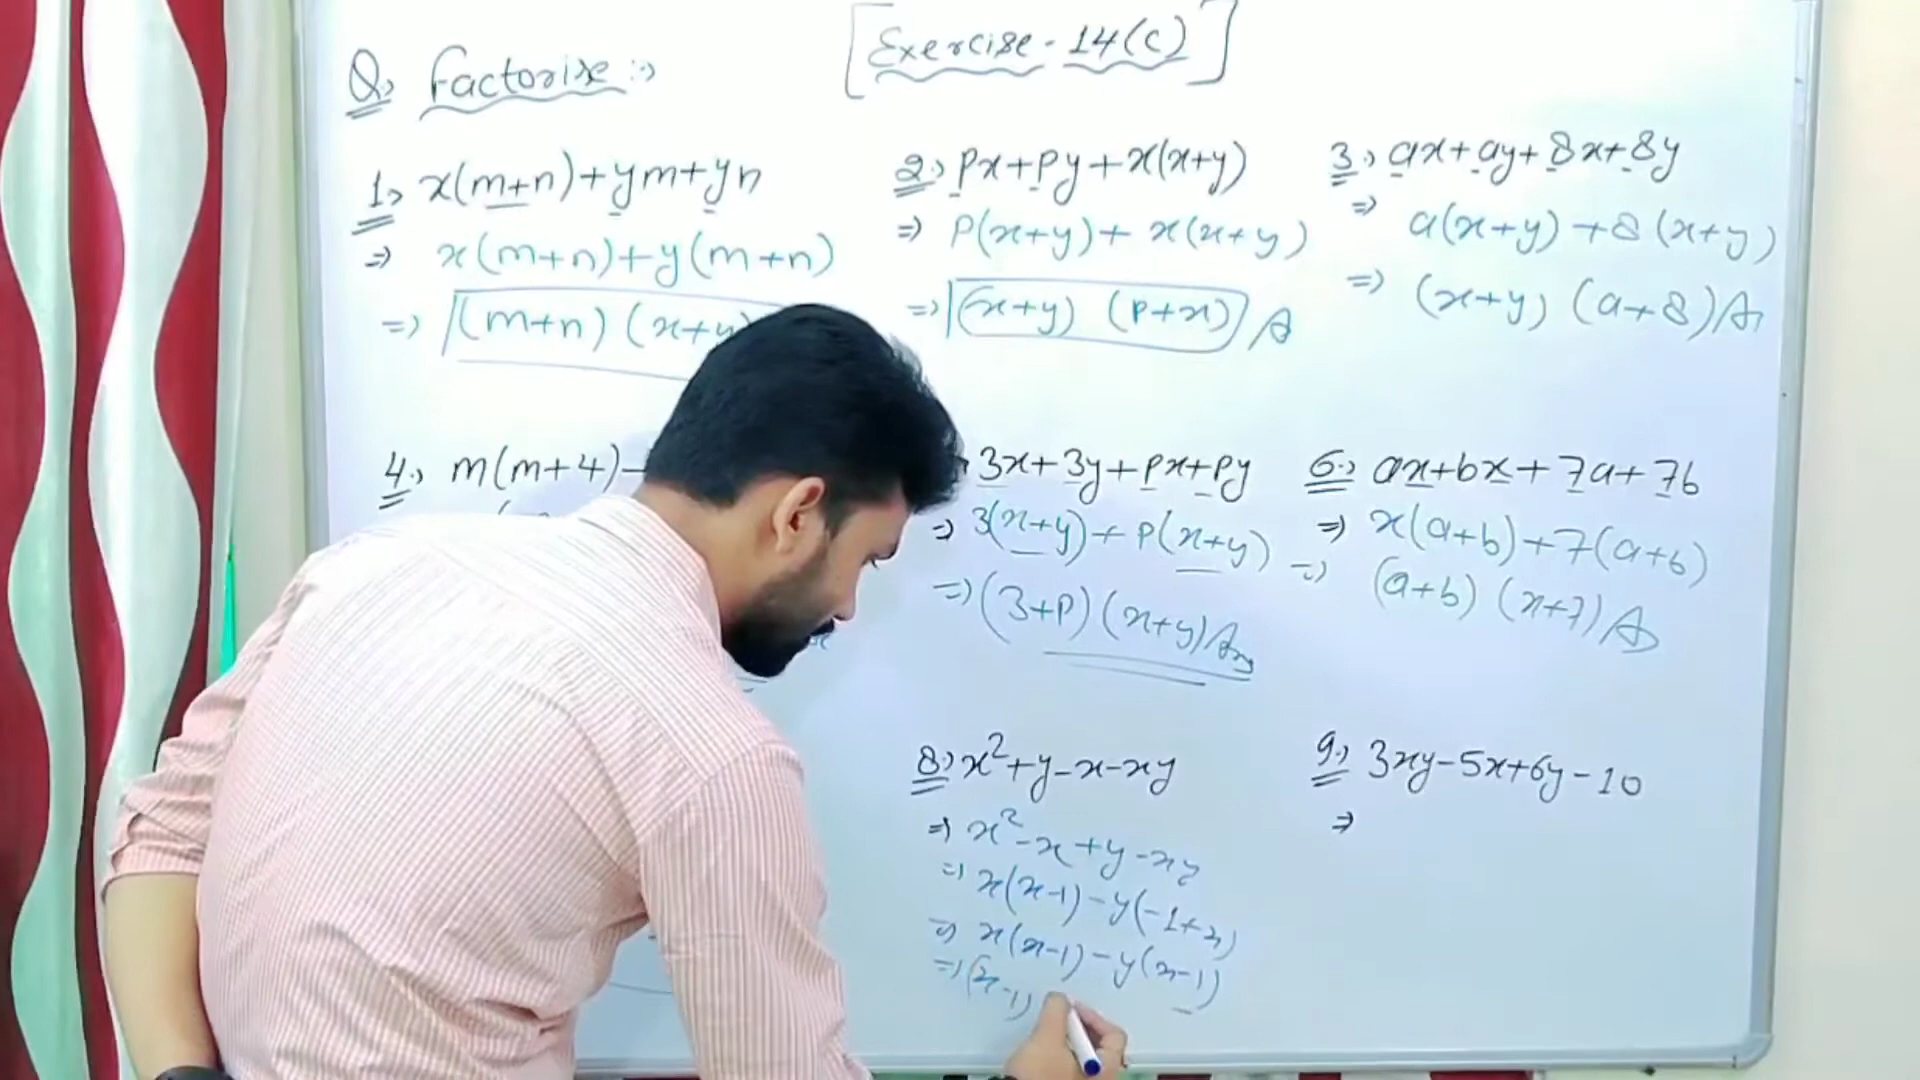 [Exercise-14(C)]
Q. Factorise :→
1. x(m+n)+ym+yn
⇒ x(m+n)+y(m+n)
⇒ (m+n) (x+y
2. px+py+x(x+y)
⇒ P(x+y)+ x(x+y)
⇒ (x+y) (P+x) A
3. ax+ay+8x+8y
⇒ a(x+y)+8(x+y)
⇒ (x+y) (a+8)A
4. m(m+4)-
3x+3y+px+py
⇒ 3(x+y)+P(x+y)
⇒ (3+P)(x+y)Ans
6. ax+bx+7a+7b
⇒ x(a+b)+7(a+b)
⇒ (a+b) (x+7)A
8. x²+y-x-xy
⇒ x²-x+y-xy
⇒ x(x-1)-y(-1+x)
⇒ x(x-1)-y(x-1)
⇒ (x-1)
9. 3xy-5x+6y-10
⇒